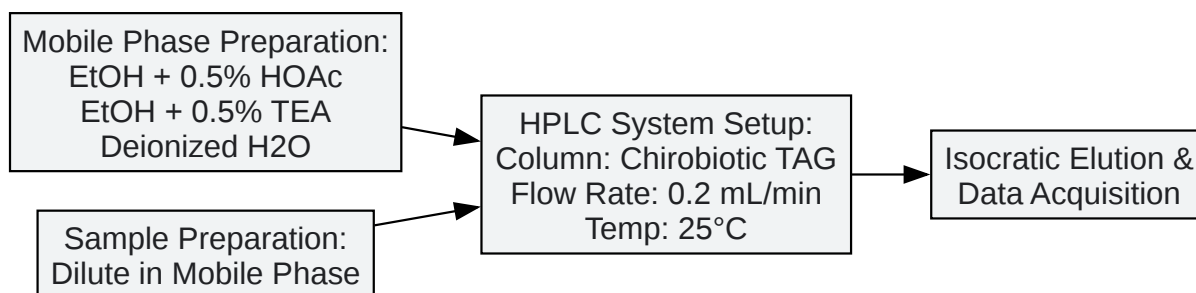 Mobile Phase Preparation:
EtOH + 0.5% HOAc
EtOH + 0.5% TEA
Deionized H2O
Sample Preparation:
Dilute in Mobile Phase
HPLC System Setup:
Column: Chirobiotic TAG
Flow Rate: 0.2 mL/min
Temp: 25°C
Isocratic Elution &
Data Acquisition